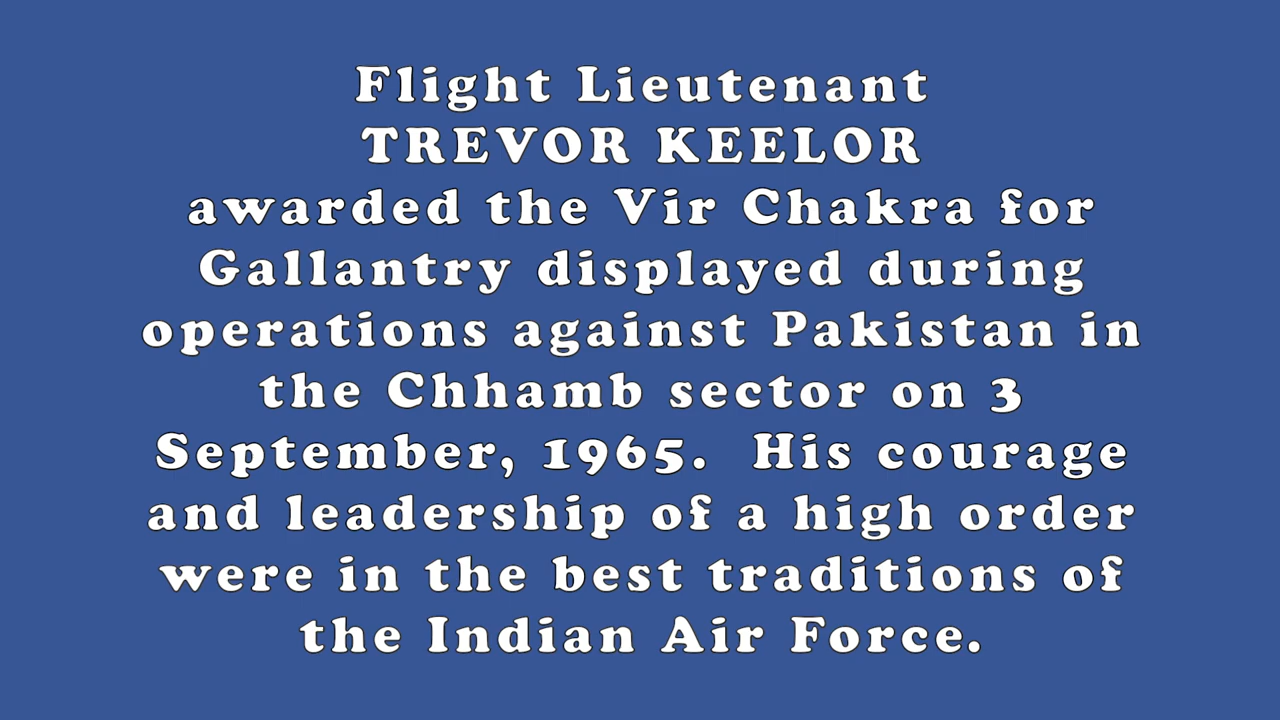 Flight Lieutenant
TREVOR KEELOR
awarded the Vir Chakra for
Gallantry displayed during
operations against Pakistan in
the Chhamb sector on 3
September, 1965.  His courage
and leadership of a high order
were in the best traditions of
the Indian Air Force.